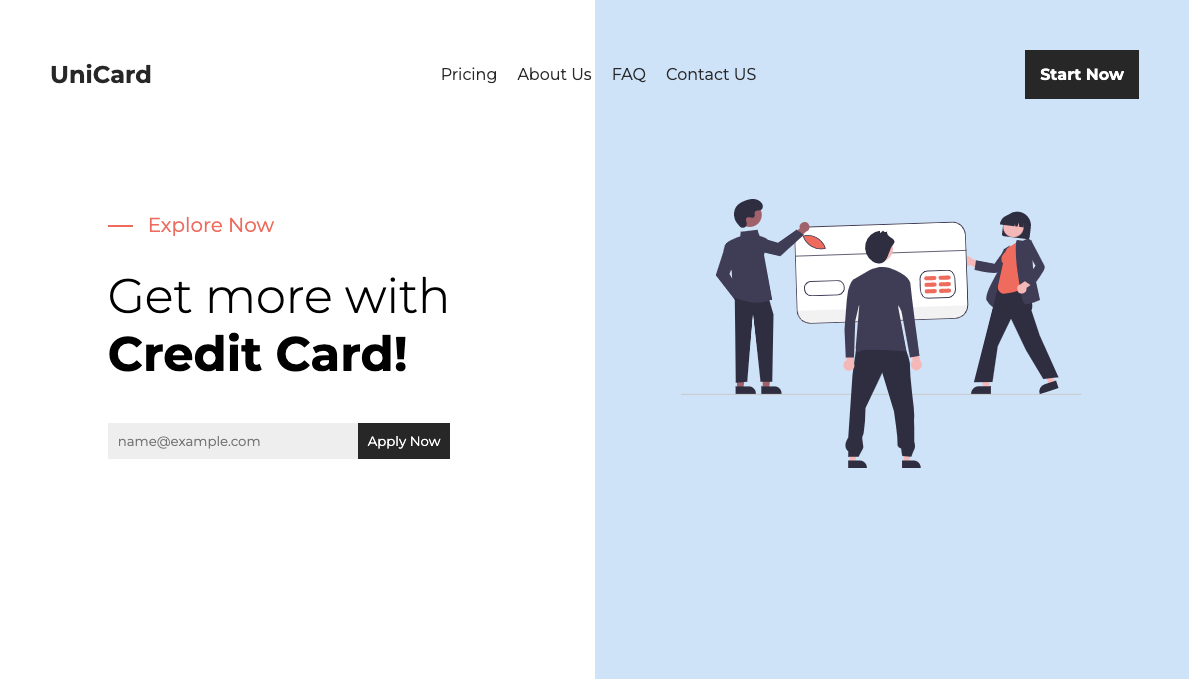 UniCard
Pricing About Us FAQ Contact US
Start Now
Explore Now
Get more with
Credit Card!
name@example.com
Apply Now